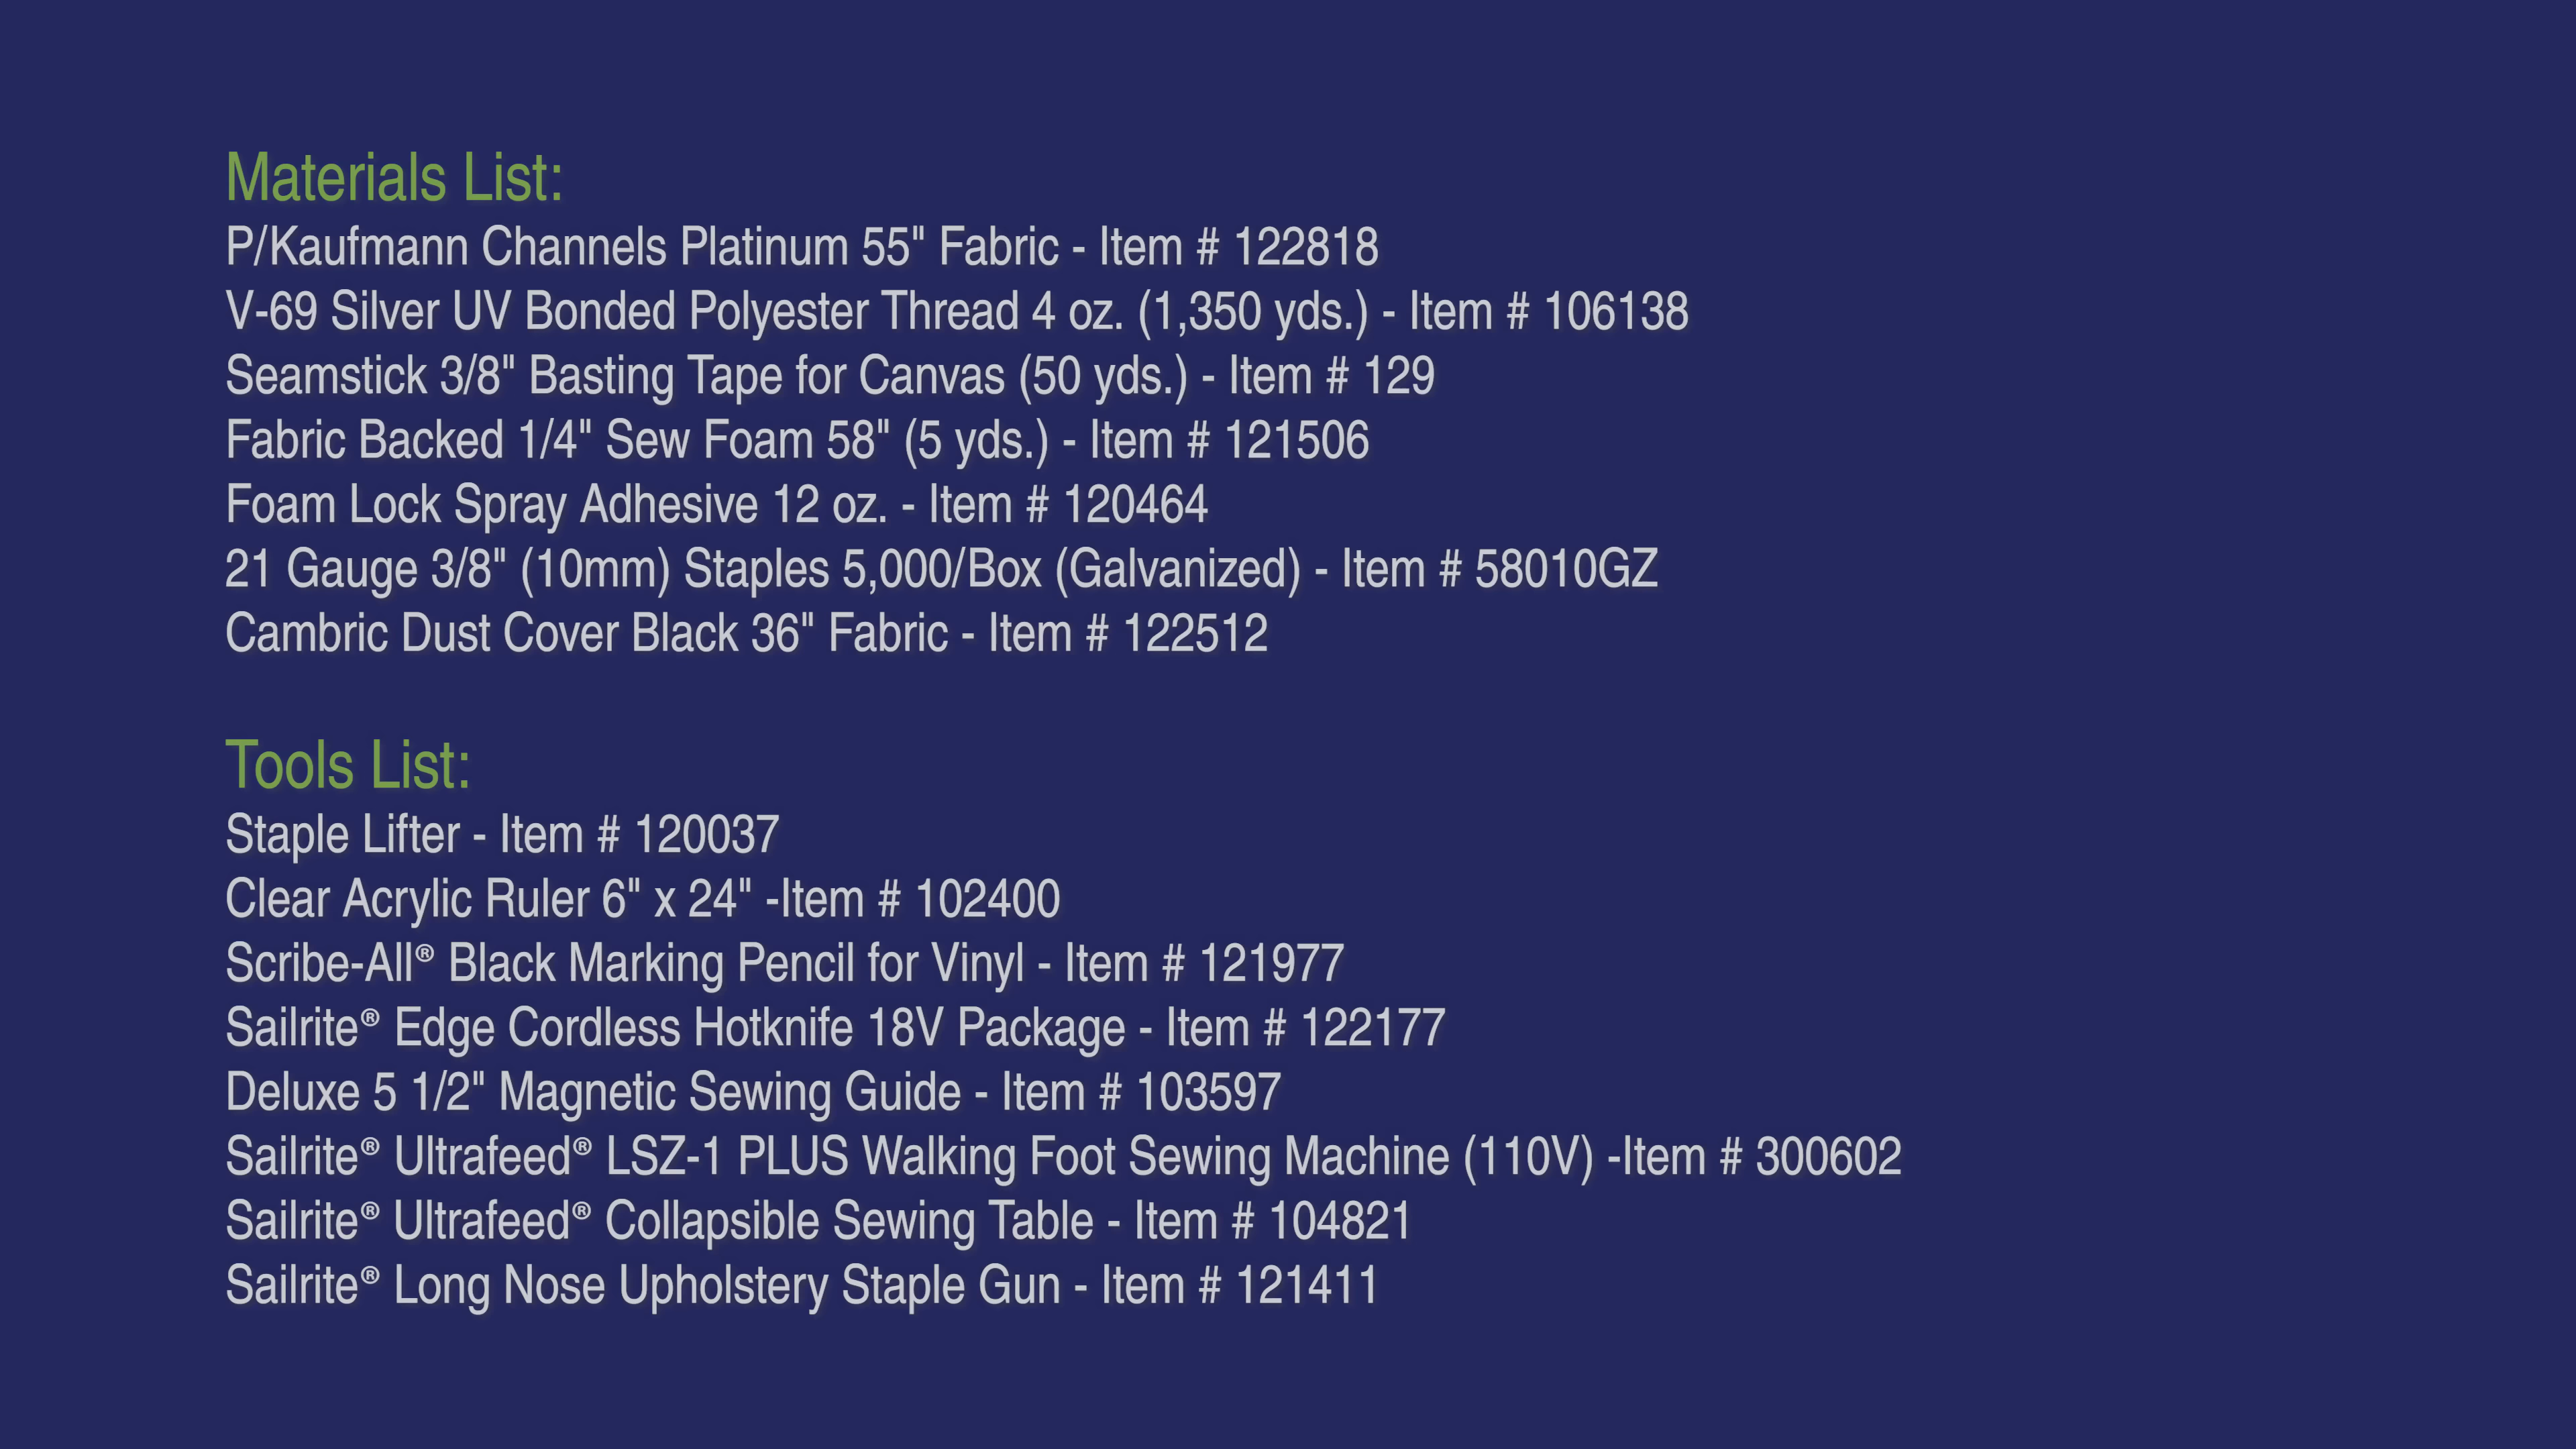 Materials List:
P/Kaufmann Channels Platinum 55" Fabric - Item # 122818
V-69 Silver UV Bonded Polyester Thread 4 oz. (1,350 yds.) - Item # 106138
Seamstick 3/8" Basting Tape for Canvas (50 yds.) - Item # 129
Fabric Backed 1/4" Sew Foam 58" (5 yds.) - Item # 121506
Foam Lock Spray Adhesive 12 oz. - Item # 120464
21 Gauge 3/8" (10mm) Staples 5,000/Box (Galvanized) - Item # 58010GZ
Cambric Dust Cover Black 36" Fabric - Item # 122512
Tools List:
Staple Lifter - Item # 120037
Clear Acrylic Ruler 6" x 24" -Item # 102400
Scribe-All® Black Marking Pencil for Vinyl - Item # 121977
Sailrite® Edge Cordless Hotknife 18V Package - Item # 122177
Deluxe 5 1/2" Magnetic Sewing Guide - Item # 103597
Sailrite® Ultrafeed® LSZ-1 PLUS Walking Foot Sewing Machine (110V) -Item # 300602
Sailrite® Ultrafeed® Collapsible Sewing Table - Item # 104821
Sailrite® Long Nose Upholstery Staple Gun - Item # 121411